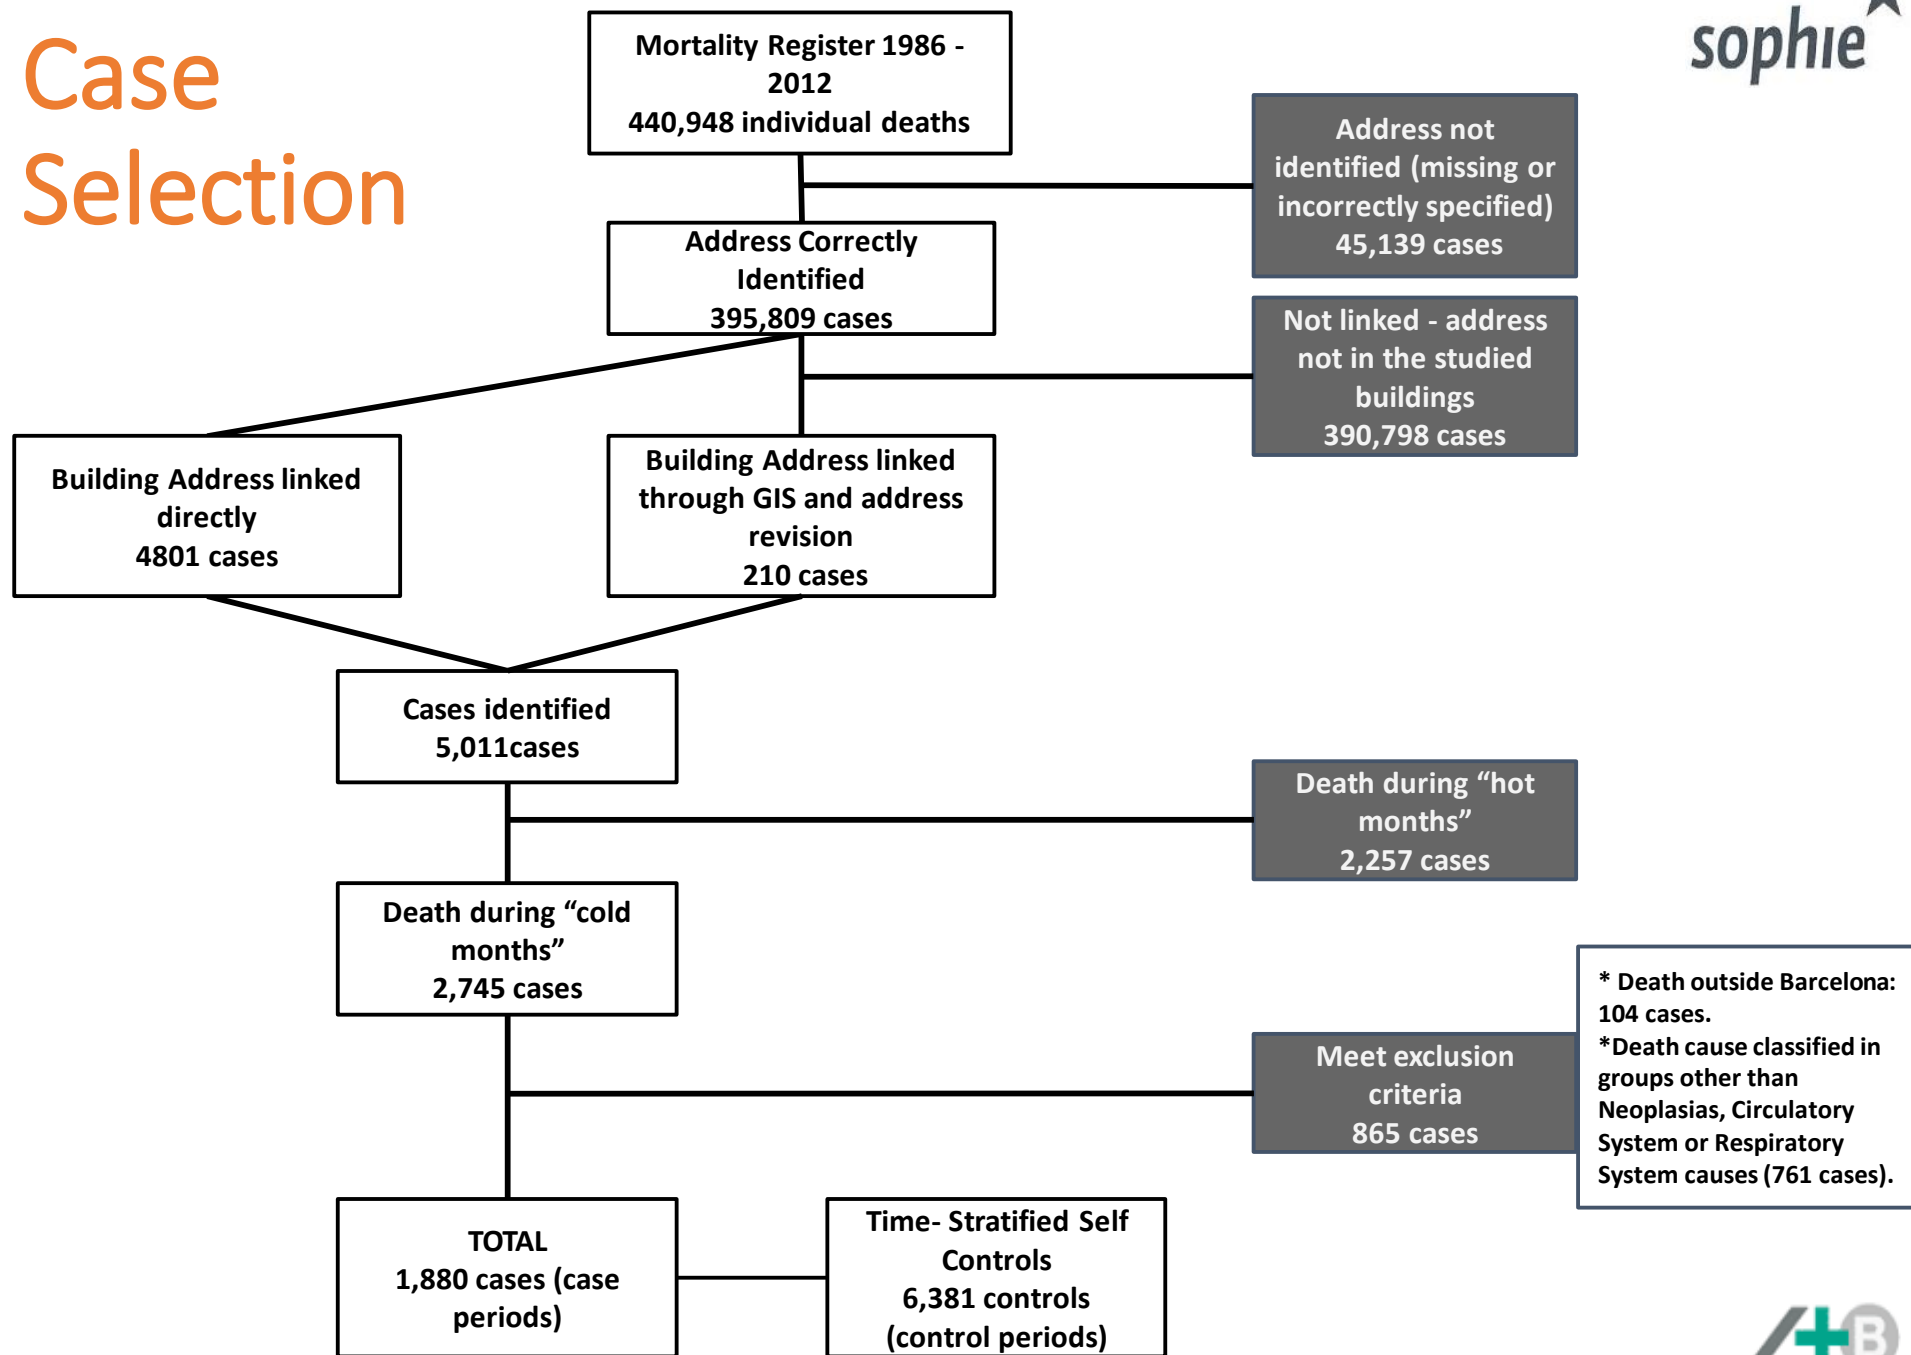 Case
Selection
sophie
Mortality Register 1986 -
2012
440,948 individual deaths
Address not
identified (missing or
incorrectly specified)
45,139 cases
Address Correctly
Identified
395,809 cases
Not linked - address
not in the studied
buildings
390,798 cases
Building Address linked
directly
4801 cases
Building Address linked
through GIS and address
revision
210 cases
Cases identified
5,011cases
Death during “hot
months”
2,257 cases
Death during “cold
months”
2,745 cases
Meet exclusion
criteria
865 cases
* Death outside Barcelona:
104 cases.
*Death cause classified in
groups other than
Neoplasias, Circulatory
System or Respiratory
System causes (761 cases).
TOTAL
1,880 cases (case
periods)
Time- Stratified Self
Controls
6,381 controls
(control periods)
B